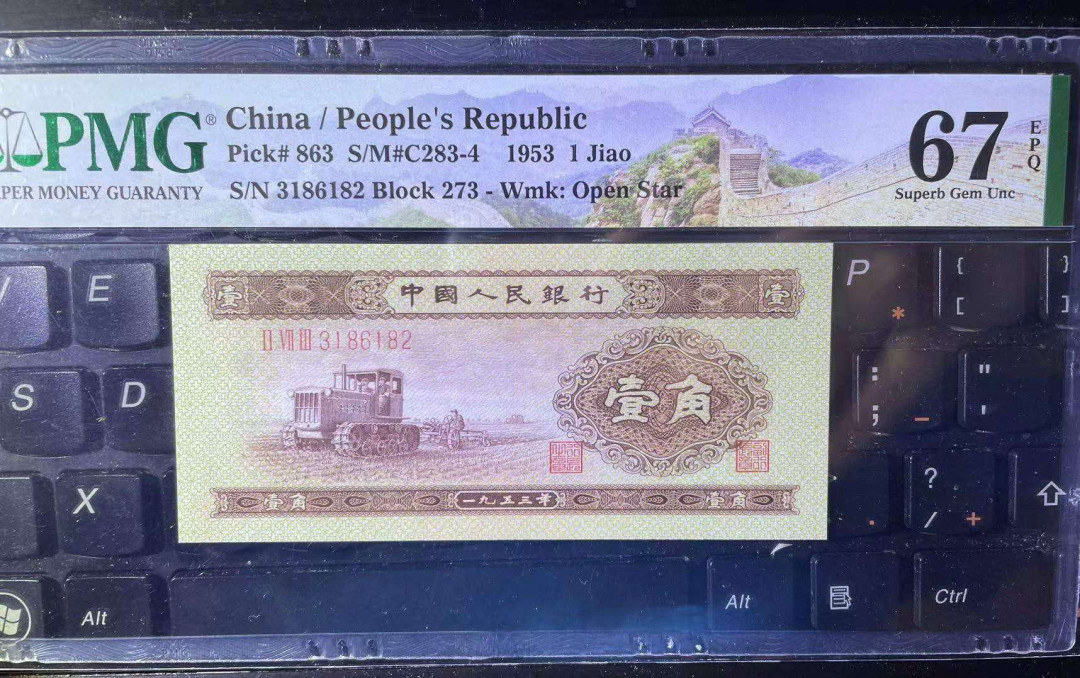 PMG®
PER MONEY GUARANTY
China / People's Republic
Pick# 863 S/M#C283-4 1953 1 Jiao
S/N 3186182 Block 273 - Wmk: Open Star
67
EPQ
Superb Gem Unc
壹 中國人民銀行 壹
II VII III 3186182
壹角
壹角 一九五三年 壹角
E
P
*
{
[
}
]
S
D
:
;
-
"
'
X
.
?
/
+
Alt
Alt
Ctrl